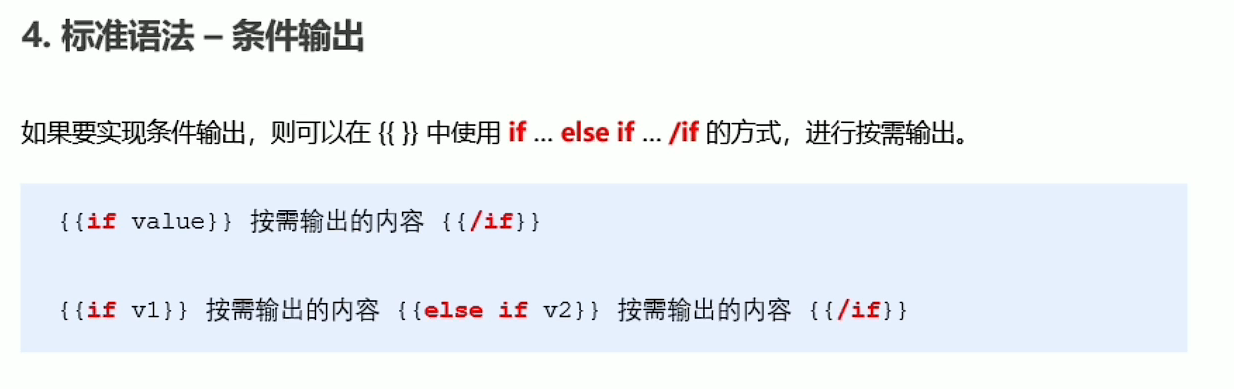 4. 标准语法 – 条件输出
如果要实现条件输出，则可以在 {{ }} 中使用 if ... else if ... /if 的方式，进行按需输出。
{{if value}} 按需输出的内容 {{/if}}
{{if v1}} 按需输出的内容 {{else if v2}} 按需输出的内容 {{/if}}